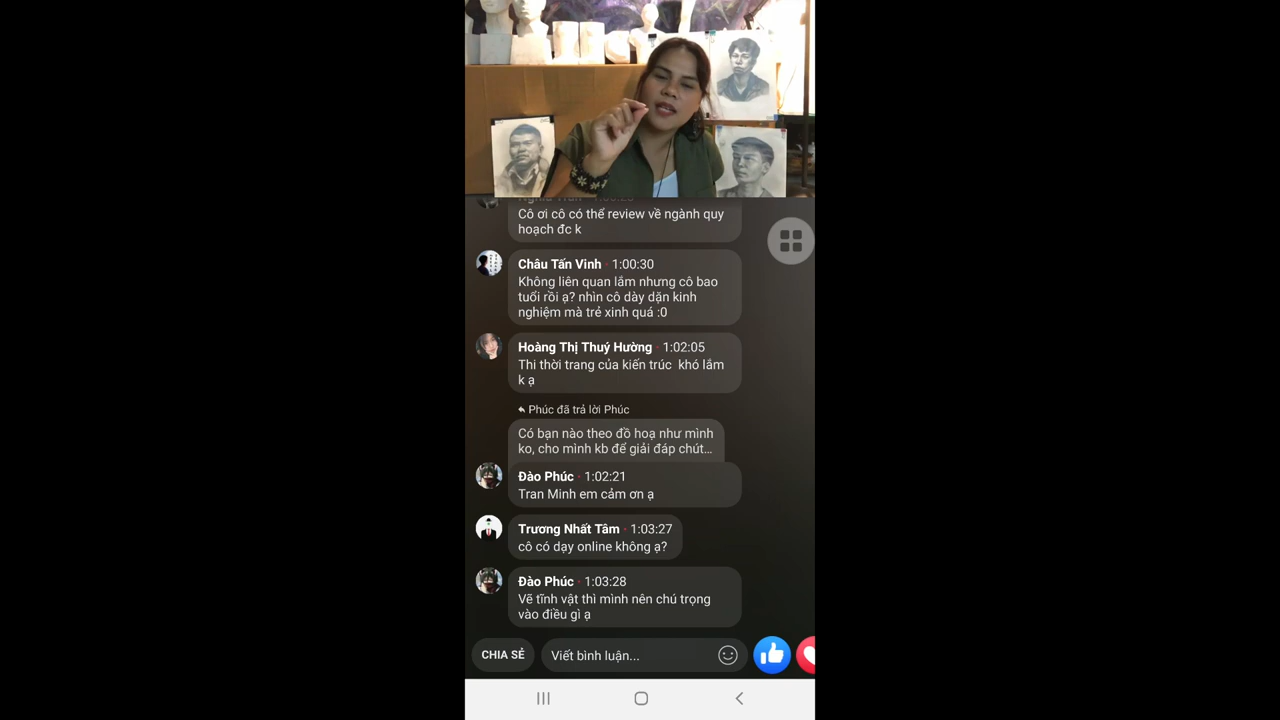 Cô ơi cô có thể review về ngành quy
hoạch đc k
Châu Tấn Vinh · 1:00:30
Không liên quan lắm nhưng cô bao
tuổi rồi ạ? nhìn cô dày dặn kinh
nghiệm mà trẻ xinh quá :0
Hoàng Thị Thuý Hường · 1:02:05
Thi thời trang của kiến trúc  khó lắm
k ạ
Phúc đã trả lời Phúc
Có bạn nào theo đồ hoạ như mình
ko, cho mình kb để giải đáp chút...
Đào Phúc · 1:02:21
Tran Minh em cảm ơn ạ
Trương Nhất Tâm · 1:03:27
cô có dạy online không ạ?
Đào Phúc · 1:03:28
Vẽ tĩnh vật thì mình nên chú trọng
vào điều gì ạ
CHIA SẺ
Viết bình luận...